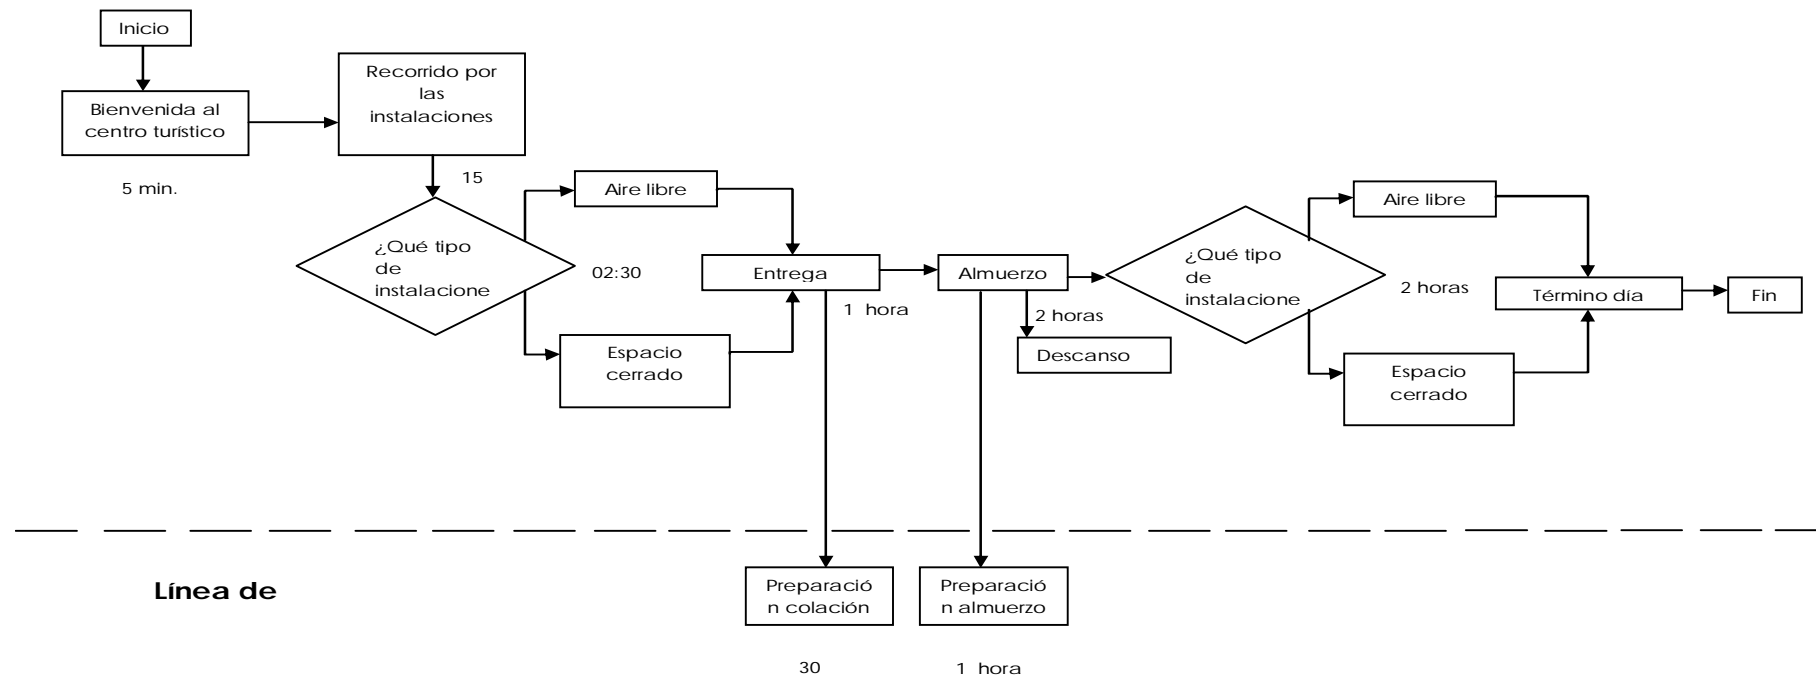 Inicio
Bienvenida al
centro turístico
5 min.
Recorrido por
las
instalaciones
15
¿Qué tipo
de
instalacione
02:30
Aire libre
Espacio
cerrado
Entrega
1 hora
Almuerzo
2 horas
Descanso
¿Qué tipo
de
instalacione
2 horas
Aire libre
Espacio
cerrado
Término día
Fin
Línea de
Preparació
n colación
30
Preparació
n almuerzo
1 hora